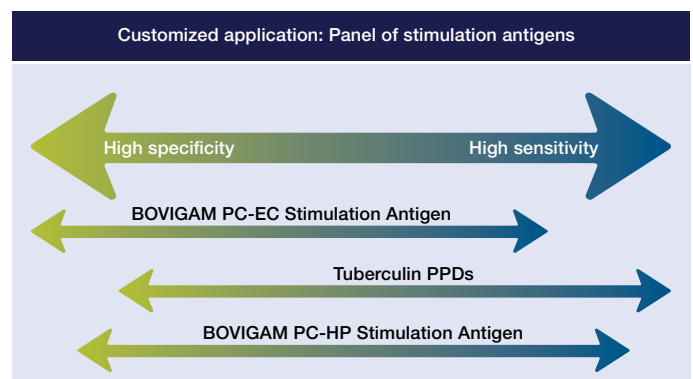 Customized application: Panel of stimulation antigens
High specificity
High sensitivity
BOVIGAM PC-EC Stimulation Antigen
Tuberculin PPDs
BOVIGAM PC-HP Stimulation Antigen